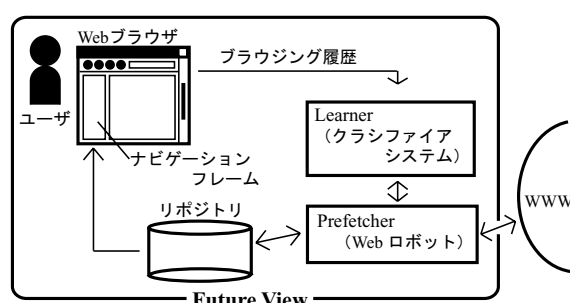 Webブラウザ
ブラウジング履歴
ユーザ
Learner
（クラシファイア
システム）
ナビゲーション
フレーム
リポジトリ
Prefetcher
（Web ロボット）
WWW
Future View